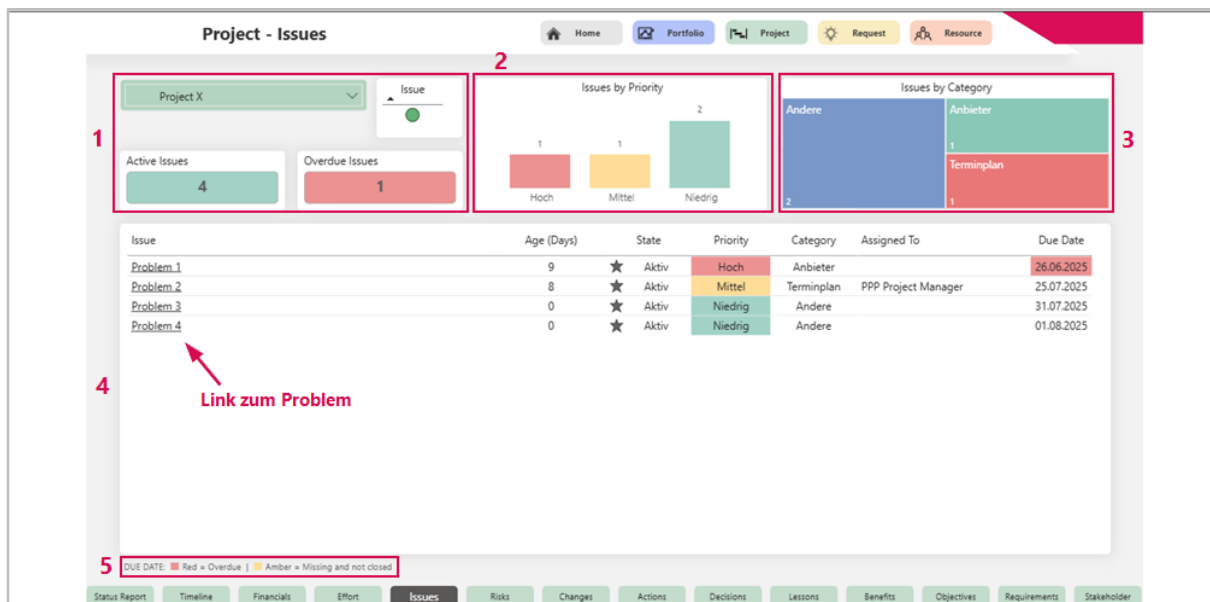 Project - Issues
Home
Portfolio
Project
Request
Resource
2
1
Project X
Issue
Active Issues
4
Overdue Issues
1
Issues by Priority
1
1
2
Hoch
Mittel
Niedrig
Issues by Category
Andere
2
Anbieter
1
Terminplan
1
3
Issue Age (Days) State Priority Category Assigned To Due Date
Problem 1 9 Aktiv Hoch Anbieter 26.06.2025
Problem 2 8 Aktiv Mittel Terminplan PPP Project Manager 25.07.2025
Problem 3 0 Aktiv Niedrig Andere 31.07.2025
Problem 4 0 Aktiv Niedrig Andere 01.08.2025
4
Link zum Problem
5
DUE DATE: Red = Overdue | Amber = Missing and not closed
Status Report Timeline Financials Effort Issues Risks Changes Actions Decisions Lessons Benefits Objectives Requirements Stakeholder